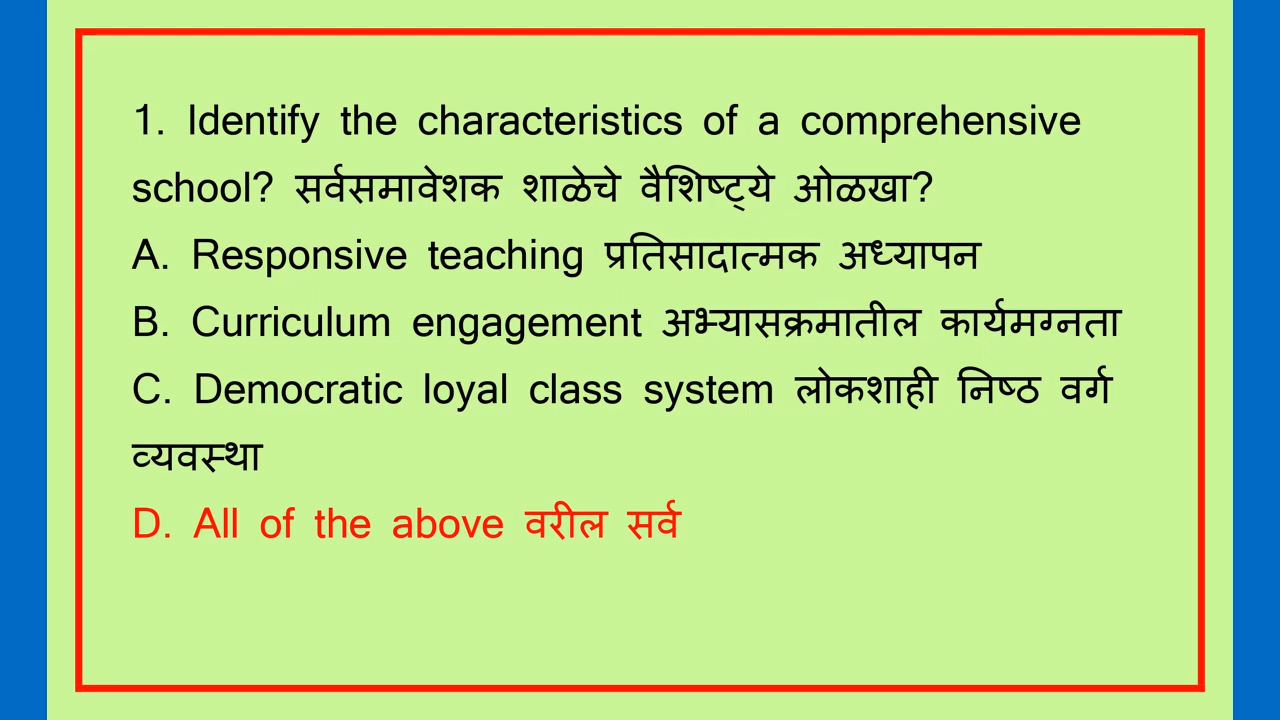 1. Identify the characteristics of a comprehensive
school? सर्वसमावेशक शाळेचे वैशिष्ट्ये ओळखा?
A. Responsive teaching प्रतिसादात्मक अध्यापन
B. Curriculum engagement अभ्यासक्रमातील कार्यमग्नता
C. Democratic loyal class system लोकशाही निष्ठ वर्ग
व्यवस्था
D. All of the above वरील सर्व